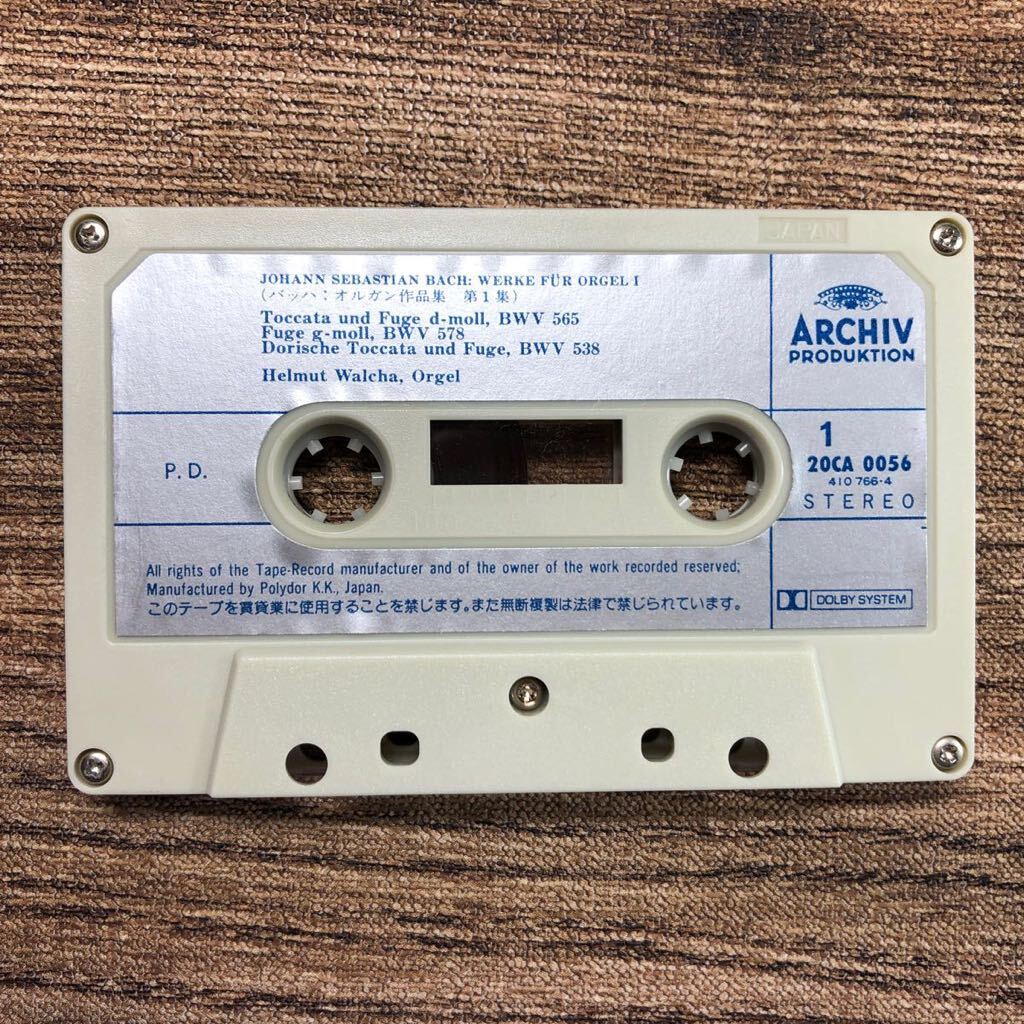 JAPAN
JOHANN SEBASTIAN BACH: WERKE FÜR ORGEL I
(バッハ:オルガン作品集 第1集)
Toccata und Fuge d-moll, BWV 565
Fuge g-moll, BWV 578
Dorische Toccata und Fuge, BWV 538
Helmut Walcha, Orgel
ARCHIV
PRODUKTION
P.D.
1
20CA 0056
410 766-4
STEREO
All rights of the Tape-Record manufacturer and of the owner of the work recorded reserved;
Manufactured by Polydor K.K., Japan.
このテープを賃貸業に使用することを禁じます。また無断複製は法律で禁じられています。
DOLBY SYSTEM